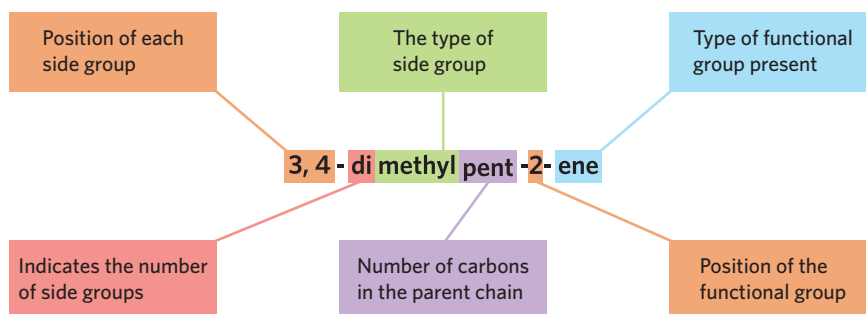 Position of each
side group
The type of
side group
Type of functional
group present
3, 4 - di methyl pent -2- ene
Indicates the number
of side groups
Number of carbons
in the parent chain
Position of the
functional group